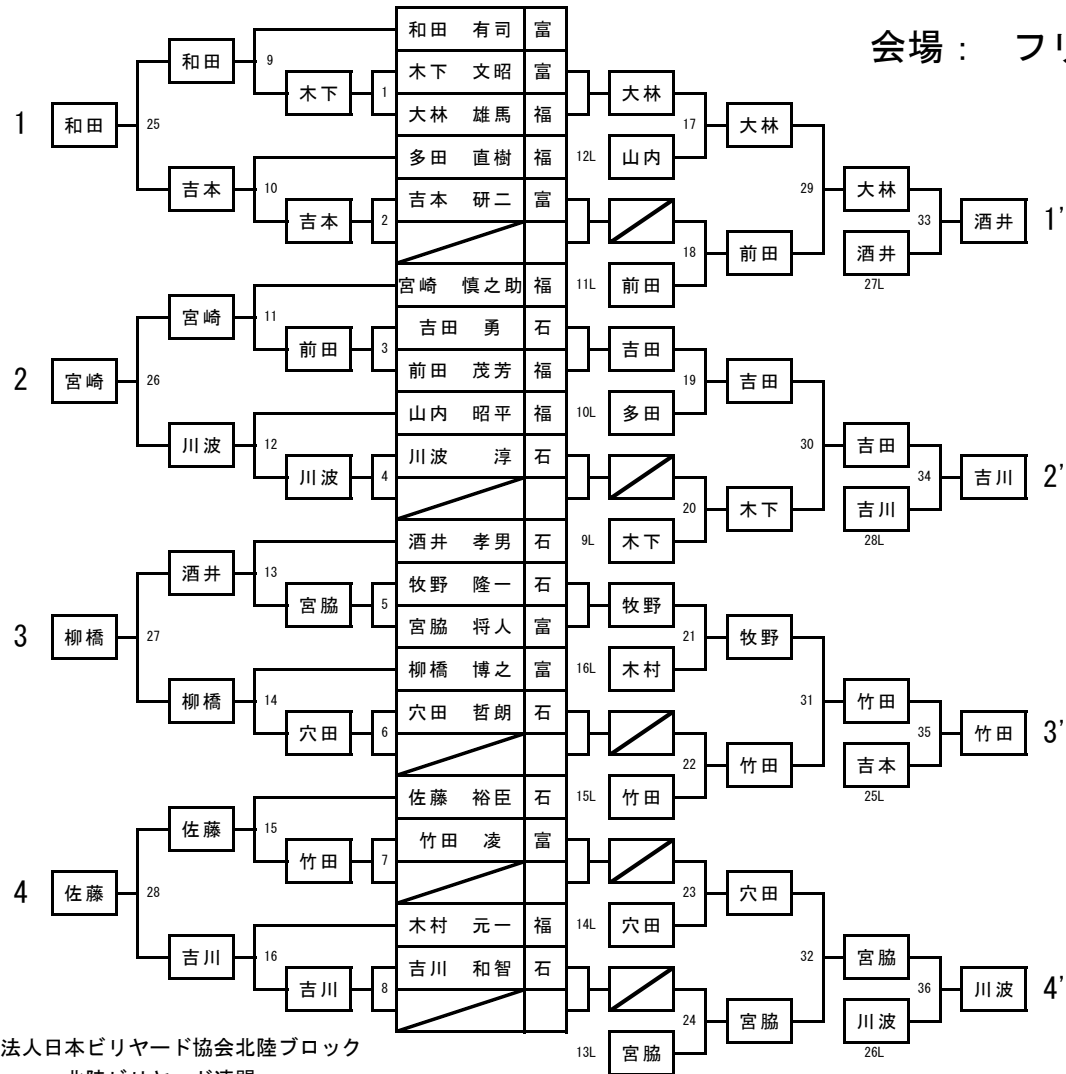 会場： フリ
和田 有司 富
和田 9 木下 文昭 富
木下 1 大林
1 和田 25 大林 雄馬 福 17 大林
多田 直樹 福 12L 山内
吉本 10 吉本 研二 富 29 大林
吉本 2 33 酒井 1'
18 前田 酒井
宮崎 慎之助 福 11L 前田 27L
宮崎 11 吉田 勇 石
前田 3 吉田
2 宮崎 26 前田 茂芳 福 19 吉田
山内 昭平 福 10L 多田
川波 12 川波 淳 石 30 吉田
川波 4 34 吉川 2'
20 木下 吉川
酒井 孝男 石 9L 木下 28L
酒井 13 牧野 隆一 石
宮脇 5 牧野
3 柳橋 27 宮脇 将人 富 21 牧野
柳橋 博之 富 16L 木村
柳橋 14 穴田 哲朗 石 31 竹田
穴田 6 35 竹田 3'
22 竹田 吉本
佐藤 裕臣 石 15L 竹田 25L
佐藤 15 竹田 凌 富
竹田 7
4 佐藤 28 23 穴田
木村 元一 福 14L 穴田
吉川 16 吉川 和智 石 32 宮脇
吉川 8 36 川波 4'
24 宮脇 川波
13L 宮脇 26L
法人日本ビリヤード協会北陸ブロック